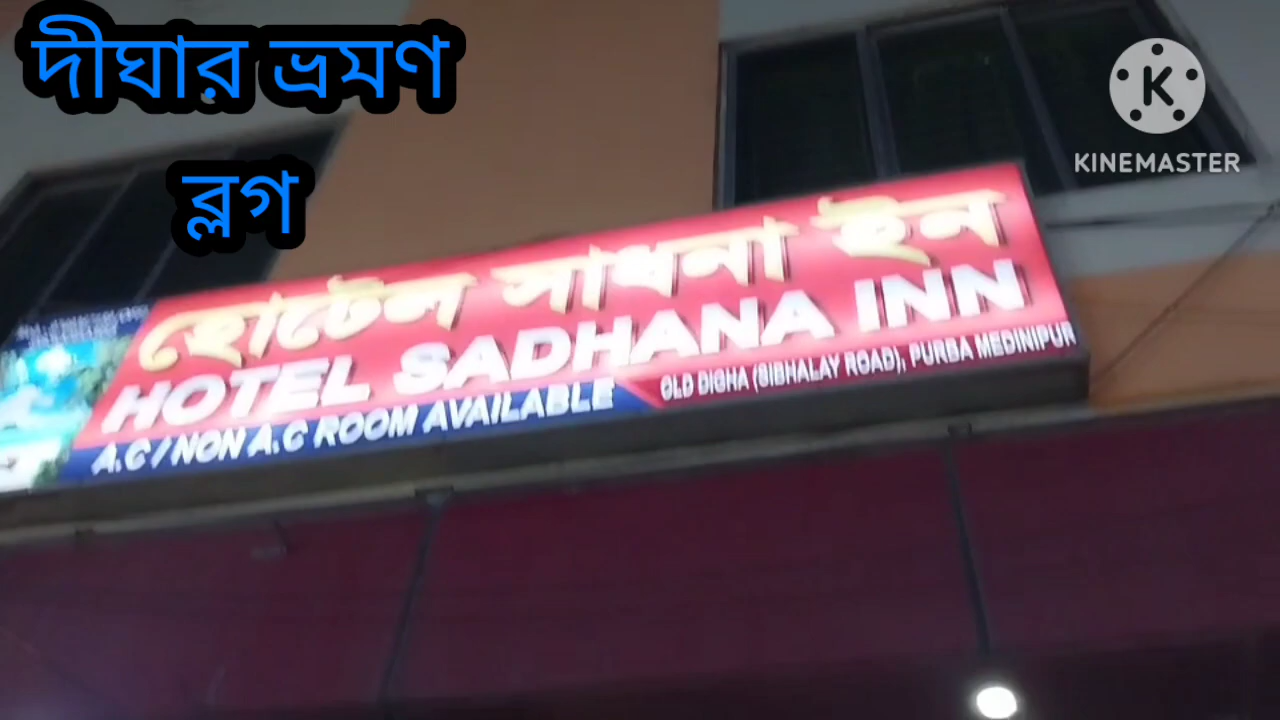 দীঘার ভ্রমণ
ব্লগ
KINEMASTER
হোটেল সাধনা ইন
HOTEL SADHANA INN
A.C / NON A.C ROOM AVAILABLE
OLD DIGHA (SIBHALAY ROAD), PURBA MEDINIPUR